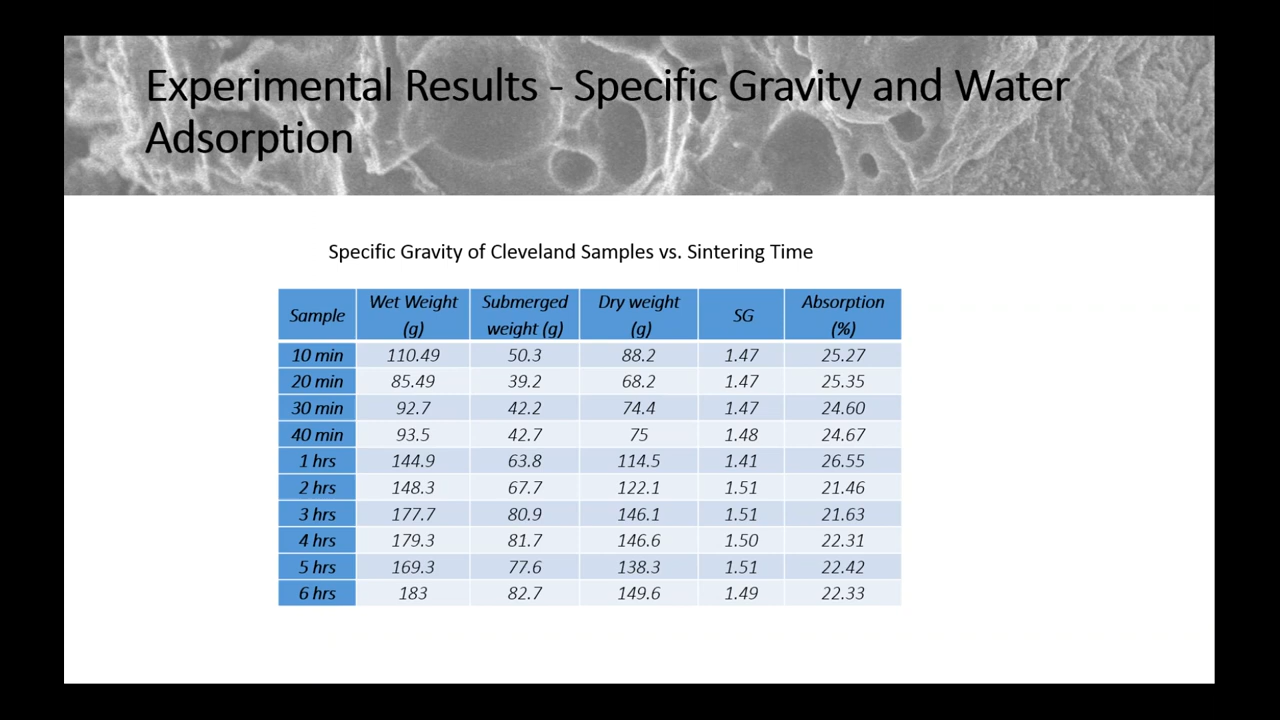 Experimental Results - Specific Gravity and Water
Adsorption
Specific Gravity of Cleveland Samples vs. Sintering Time
Sample Wet Weight (g) Submerged weight (g) Dry weight (g) SG Absorption (%)
10 min 110.49 50.3 88.2 1.47 25.27
20 min 85.49 39.2 68.2 1.47 25.35
30 min 92.7 42.2 74.4 1.47 24.60
40 min 93.5 42.7 75 1.48 24.67
1 hrs 144.9 63.8 114.5 1.41 26.55
2 hrs 148.3 67.7 122.1 1.51 21.46
3 hrs 177.7 80.9 146.1 1.51 21.63
4 hrs 179.3 81.7 146.6 1.50 22.31
5 hrs 169.3 77.6 138.3 1.51 22.42
6 hrs 183 82.7 149.6 1.49 22.33